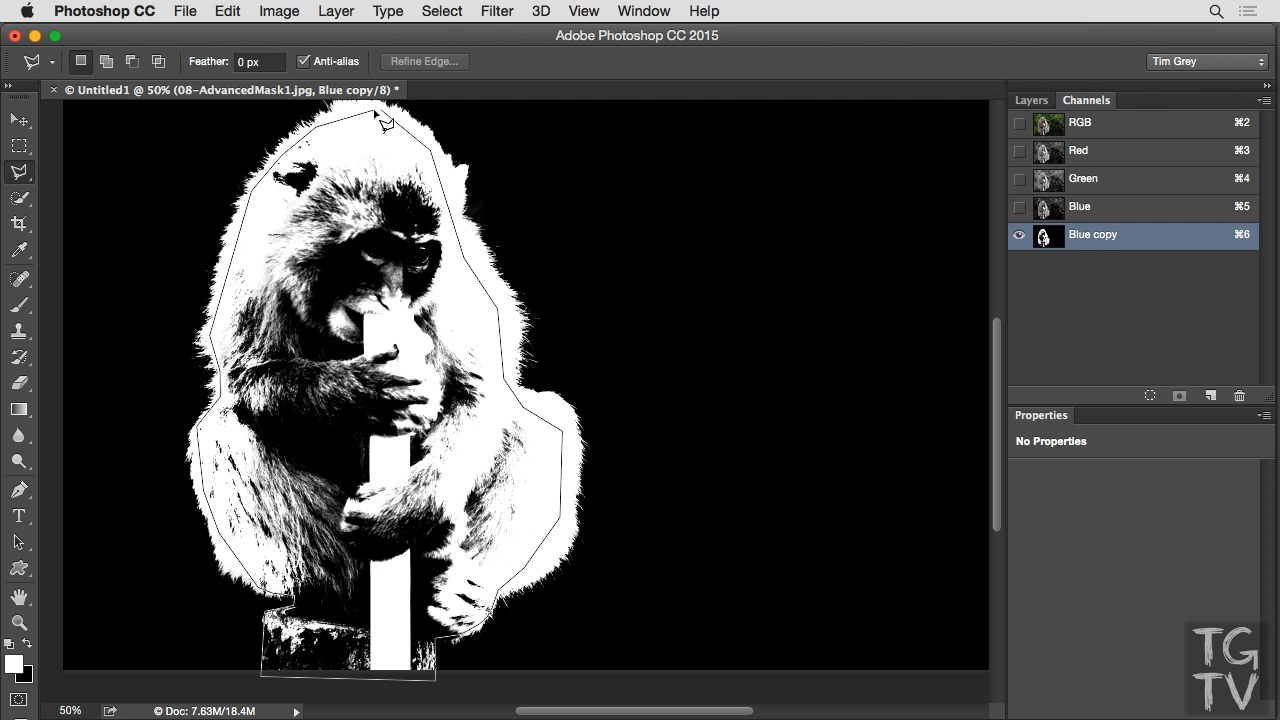 Photoshop CC File Edit Image Layer Type Select Filter 3D View Window Help
Adobe Photoshop CC 2015
Feather: 0 px Anti-alias Refine Edge... Tim Grey
× © Untitled1 @ 50% (08-AdvancedMask1.jpg, Blue copy/8) *
Layers Channels
RGB ⌘2
Red ⌘3
Green ⌘4
Blue ⌘5
Blue copy ⌘6
Properties
No Properties
50% © Doc: 7.63M/18.4M
TG
TV